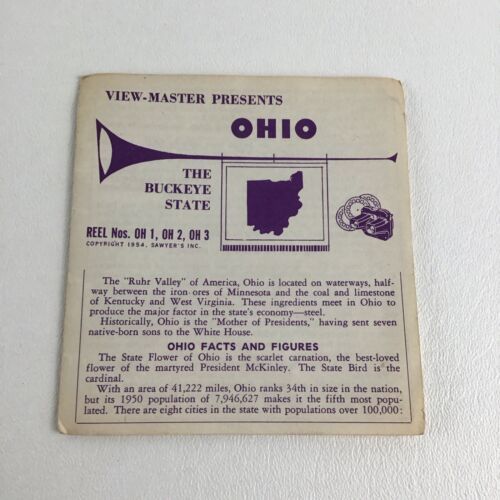 VIEW-MASTER PRESENTS
OHIO
THE
BUCKEYE
STATE
REEL Nos. OH 1, OH 2, OH 3
COPYRIGHT 1954, SAWYER'S INC.
The "Ruhr Valley" of America, Ohio is located on waterways, half-
way between the iron ores of Minnesota and the coal and limestone
of Kentucky and West Virginia. These ingredients meet in Ohio to
produce the major factor in the state's economy—steel.
Historically, Ohio is the "Mother of Presidents," having sent seven
native-born sons to the White House.
OHIO FACTS AND FIGURES
The State Flower of Ohio is the scarlet carnation, the best-loved
flower of the martyred President McKinley. The State Bird is the
cardinal.
With an area of 41,222 miles, Ohio ranks 34th in size in the nation,
but its 1950 population of 7,946,627 makes it the fifth most popu-
lated. There are eight cities in the state with populations over 100,000: